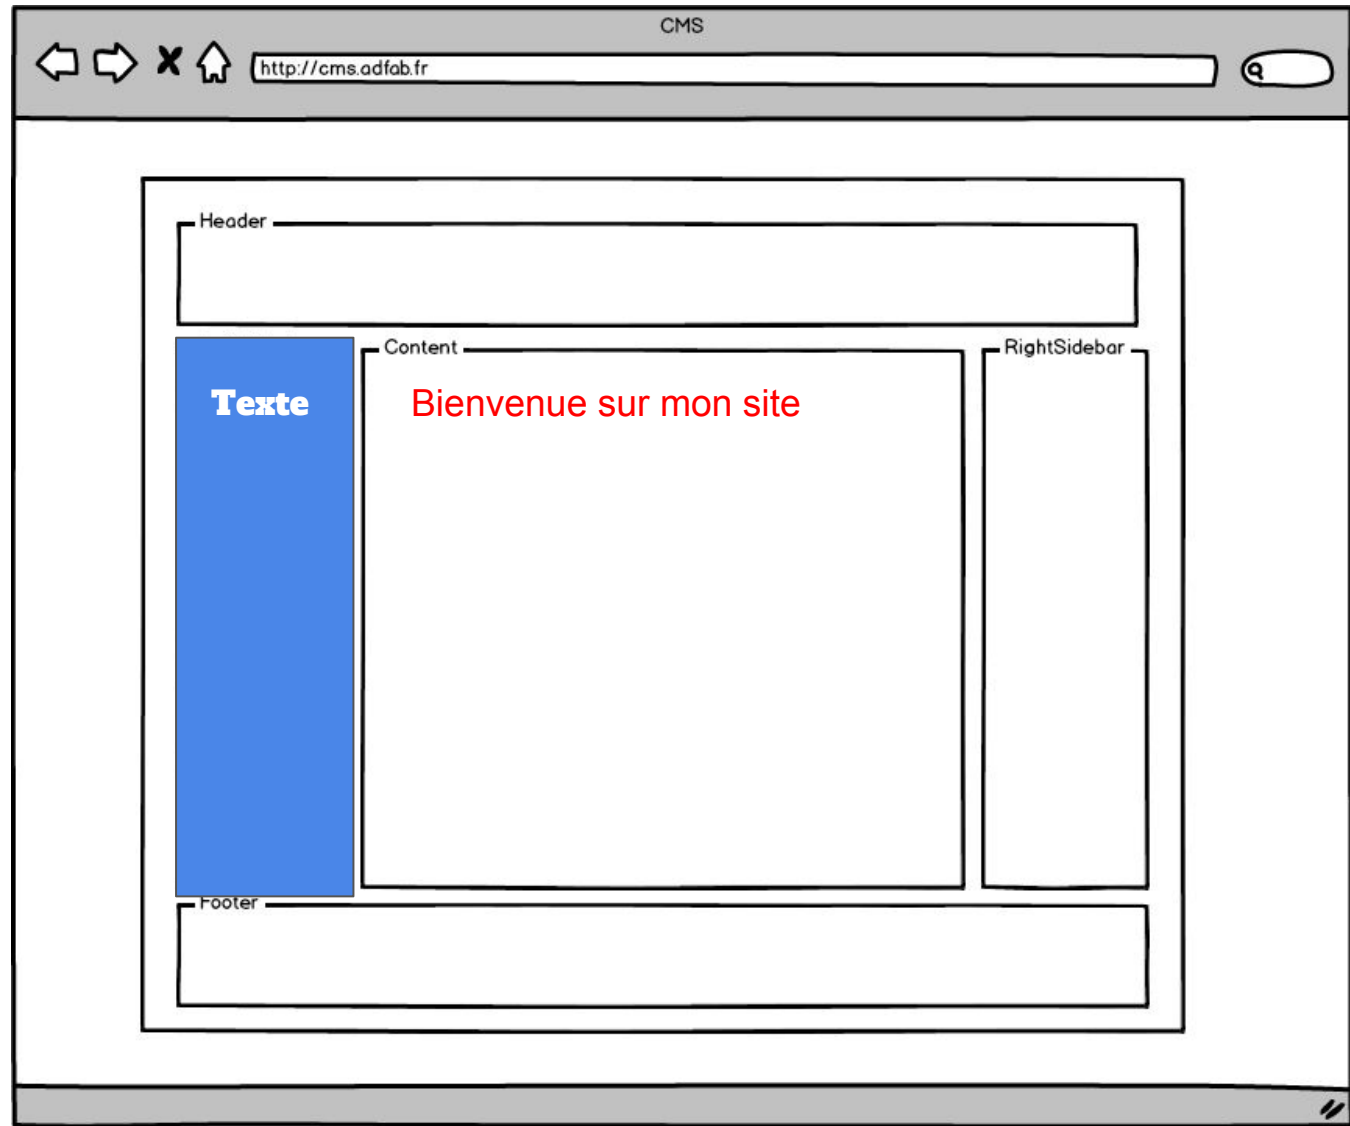 CMS
http://cms.adfab.fr
Header
Texte
Content
Bienvenue sur mon site
RightSidebar
Footer